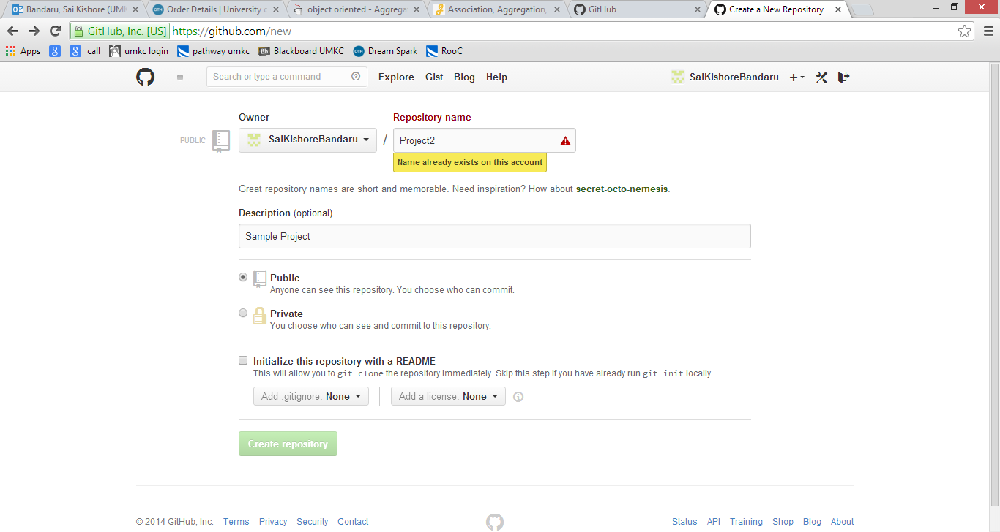 Bandaru, Sai Kishore (UMK
Order Details | University o
object oriented - Aggrega
Association, Aggregation,
GitHub
Create a New Repository
GitHub, Inc. [US] https://github.com/new
Apps call umkc login pathway umkc Blackboard UMKC Dream Spark RooC
Search or type a command Explore Gist Blog Help SaiKishoreBandaru
Owner Repository name
PUBLIC SaiKishoreBandaru / Project2
Name already exists on this account
Great repository names are short and memorable. Need inspiration? How about secret-octo-nemesis.
Description (optional)
Sample Project
Public
Anyone can see this repository. You choose who can commit.
Private
You choose who can see and commit to this repository.
Initialize this repository with a README
This will allow you to git clone the repository immediately. Skip this step if you have already run git init locally.
Add .gitignore: None Add a license: None
Create repository
© 2014 GitHub, Inc. Terms Privacy Security Contact Status API Training Shop Blog About